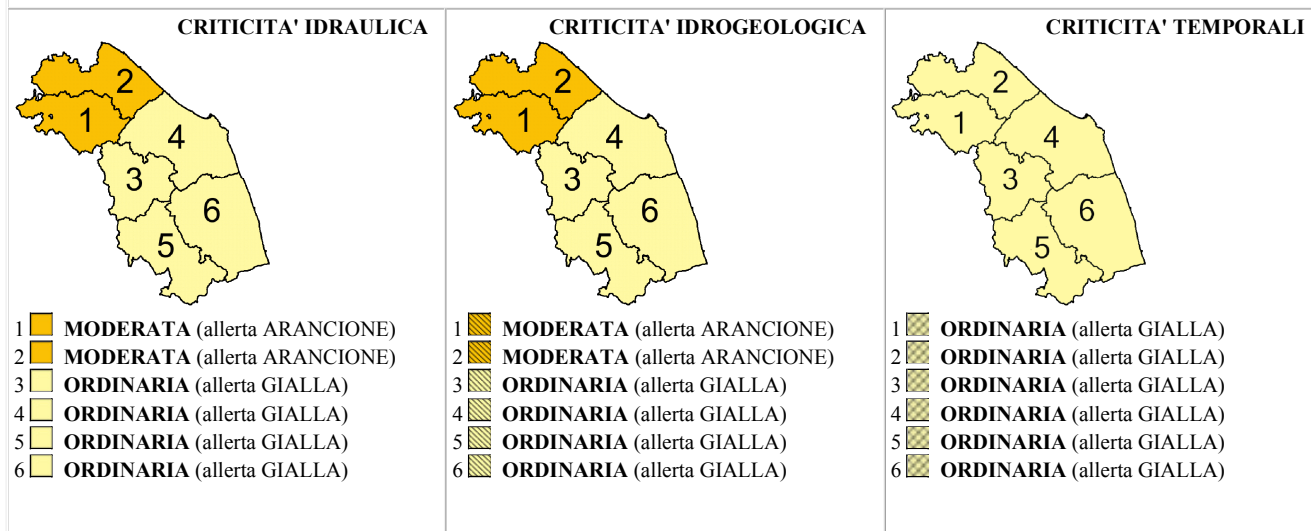 CRITICITA' IDRAULICA
2
1
4
3
6
5
1 MODERATA (allerta ARANCIONE)
2 MODERATA (allerta ARANCIONE)
3 ORDINARIA (allerta GIALLA)
4 ORDINARIA (allerta GIALLA)
5 ORDINARIA (allerta GIALLA)
6 ORDINARIA (allerta GIALLA)
CRITICITA' IDROGEOLOGICA
2
1
4
3
6
5
1 MODERATA (allerta ARANCIONE)
2 MODERATA (allerta ARANCIONE)
3 ORDINARIA (allerta GIALLA)
4 ORDINARIA (allerta GIALLA)
5 ORDINARIA (allerta GIALLA)
6 ORDINARIA (allerta GIALLA)
CRITICITA' TEMPORALI
2
1
4
3
6
5
1 ORDINARIA (allerta GIALLA)
2 ORDINARIA (allerta GIALLA)
3 ORDINARIA (allerta GIALLA)
4 ORDINARIA (allerta GIALLA)
5 ORDINARIA (allerta GIALLA)
6 ORDINARIA (allerta GIALLA)